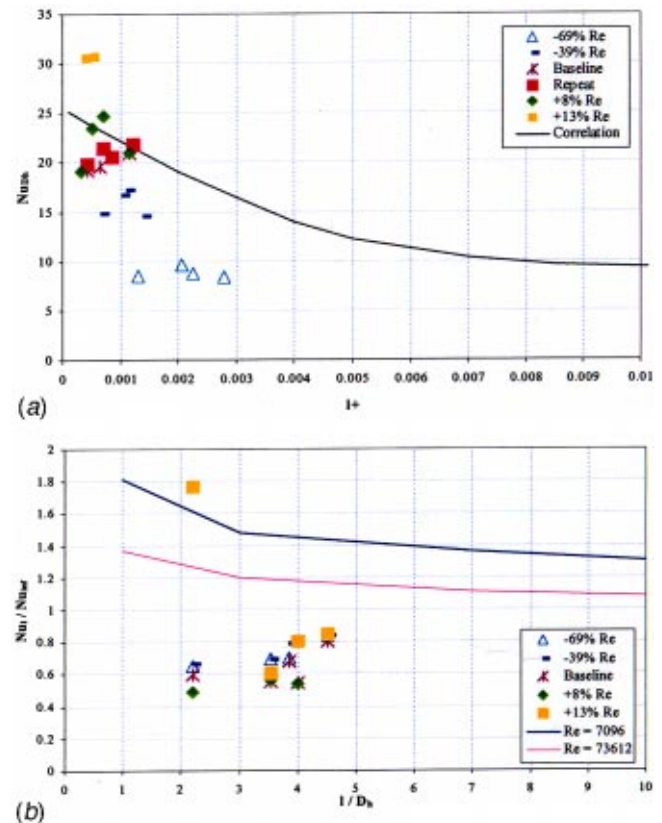 (a)
35
30
25
20
15
10
5
0
-69% Re
-39% Re
Baseline
Repeat
+8% Re
+13% Re
Correlation
0 0.001 0.002 0.003 0.004 0.005 0.006 0.007 0.008 0.009 0.01
l+
(b)
Nu₁ / Nuinf
2
1.8
1.6
1.4
1.2
1
0.8
0.6
0.4
0.2
0
-69% Re
-39% Re
Baseline
+8% Re
+13% Re
Re = 7096
Re = 73612
0 1 2 3 4 5 6 7 8 9 10
l / Dh